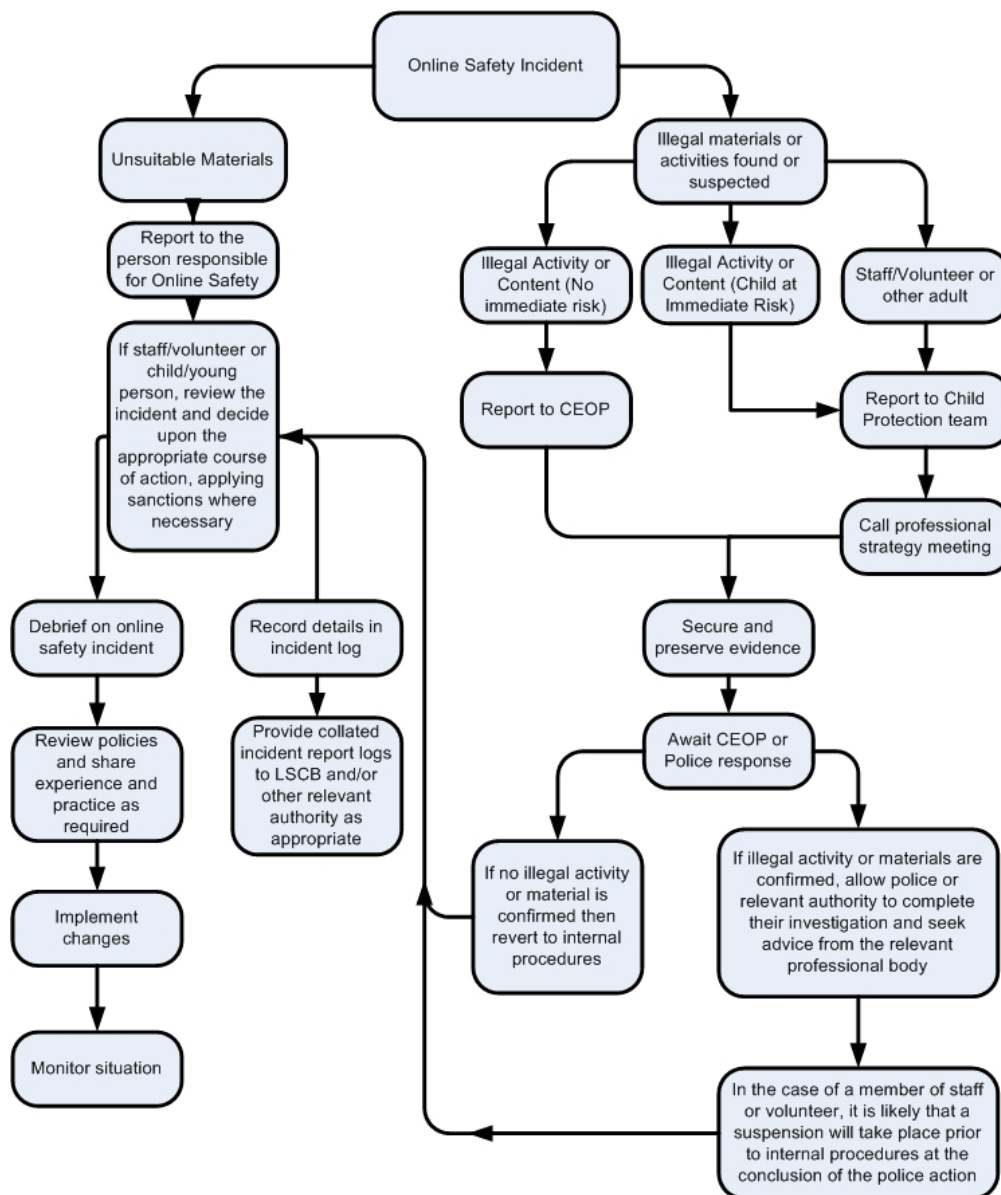 Online Safety Incident
Unsuitable Materials
Report to the
person responsible
for Online Safety
If staff/volunteer or
child/young
person, review the
incident and decide
upon the
appropriate course
of action, applying
sanctions where
necessary
Debrief on online
safety incident
Review policies
and share
experience and
practice as
required
Implement
changes
Monitor situation
Record details in
incident log
Provide collated
incident report logs
to LSCB and/or
other relevant
authority as
appropriate
Illegal materials or
activities found or
suspected
Illegal Activity or
Content (No
immediate risk)
Illegal Activity or
Content (Child at
Immediate Risk)
Staff/Volunteer or
other adult
Report to CEOP
Report to Child
Protection team
Call professional
strategy meeting
Secure and
preserve evidence
Await CEOP or
Police response
If no illegal activity
or material is
confirmed then
revert to internal
procedures
If illegal activity or materials are
confirmed, allow police or
relevant authority to complete
their investigation and seek
advice from the relevant
professional body
In the case of a member of staff
or volunteer, it is likely that a
suspension will take place prior
to internal procedures at the
conclusion of the police action